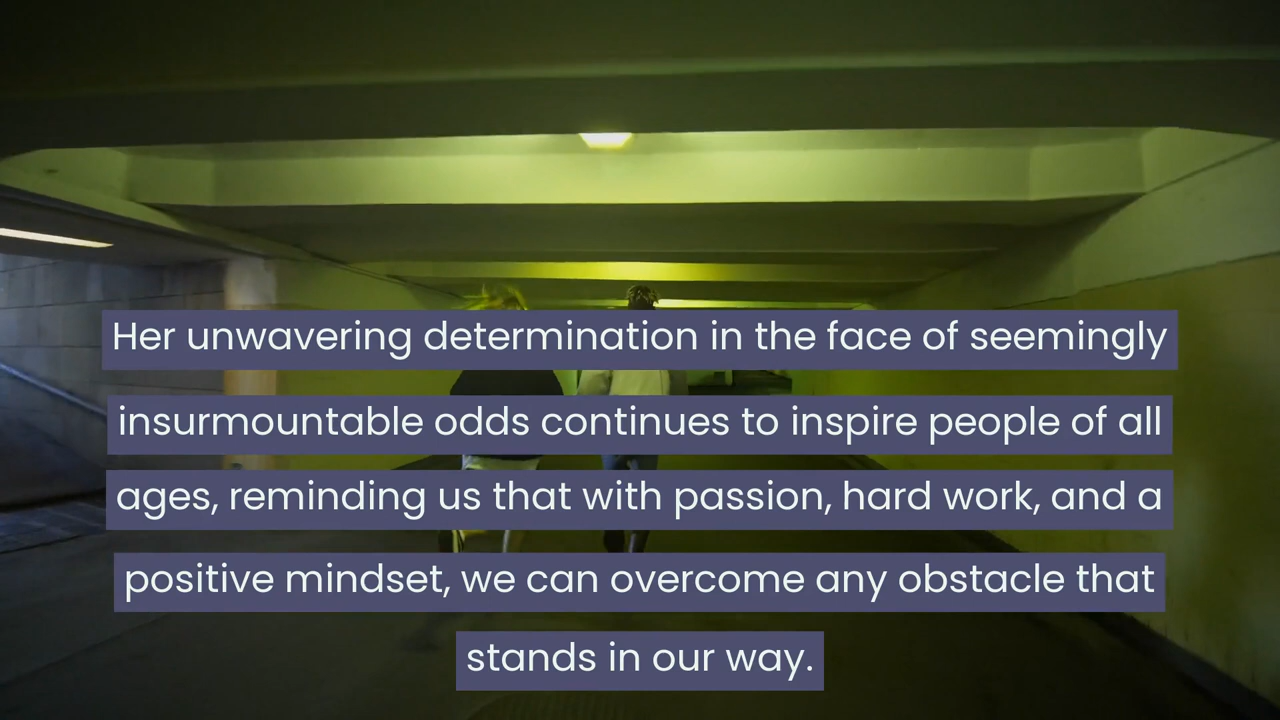 Her unwavering determination in the face of seemingly
insurmountable odds continues to inspire people of all
ages, reminding us that with passion, hard work, and a
positive mindset, we can overcome any obstacle that
stands in our way.